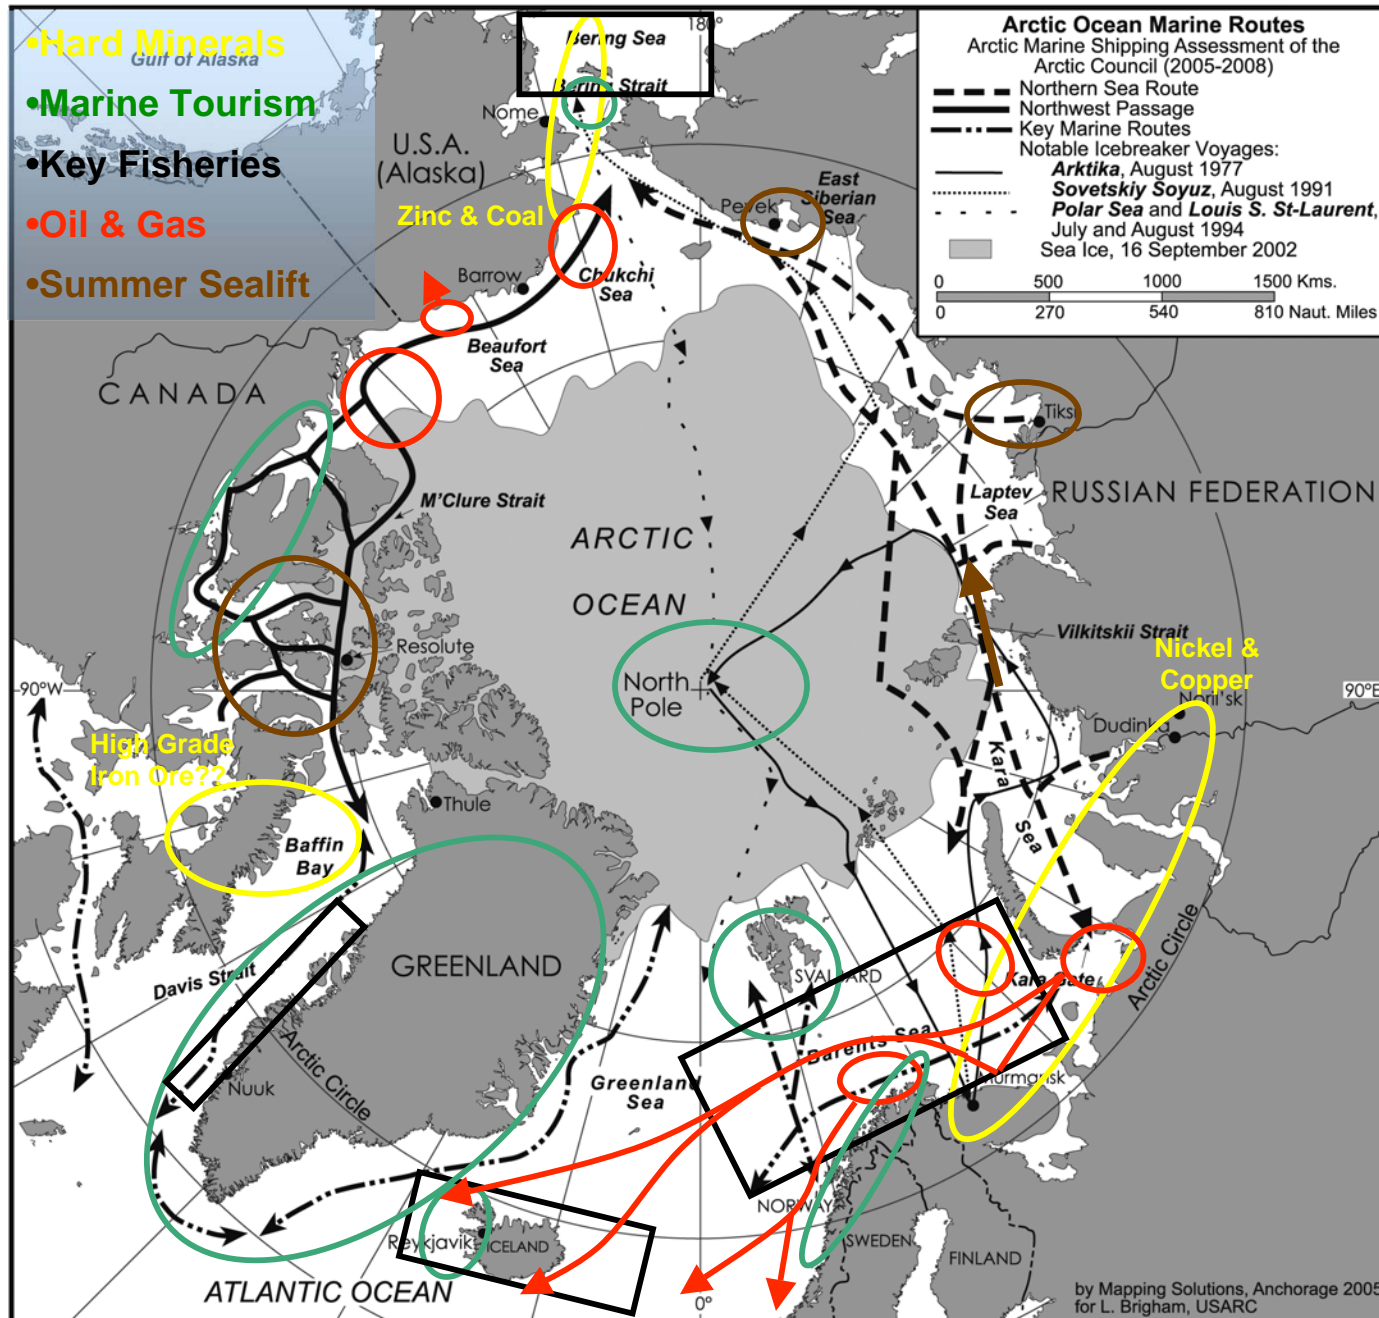 •Hard Minerals
Gulf of Alaska
•Marine Tourism
•Key Fisheries
•Oil & Gas
•Summer Sealift
180°
Bering Sea
Bering Strait
Nome
U.S.A.
(Alaska)
Zinc & Coal
Barrow
Chukchi
Sea
Beaufort
Sea
East
Siberian
Sea
Pevek
Arctic Ocean Marine Routes
Arctic Marine Shipping Assessment of the
Arctic Council (2005-2008)
Northern Sea Route
Northwest Passage
Key Marine Routes
Notable Icebreaker Voyages:
Arktika, August 1977
Sovetskiy Soyuz, August 1991
Polar Sea and Louis S. St-Laurent,
July and August 1994
Sea Ice, 16 September 2002
0 500 1000 1500 Kms.
0 270 540 810 Naut. Miles
CANADA
Tiksi
M'Clure Strait
Laptev
Sea
RUSSIAN FEDERATION
ARCTIC
OCEAN
Resolute
Vilkitskii Strait
Nickel &
Copper
90°W
North
Pole
90°E
Noril'sk
Dudinka
High Grade
Iron Ore??
Kara
Sea
Thule
Baffin
Bay
Davis Strait
GREENLAND
SVALBARD
Kara Gate
Arctic Circle
Barents Sea
Nuuk
Arctic Circle
Greenland
Sea
Murmansk
NORWAY
Reykjavik
ICELAND
SWEDEN
FINLAND
ATLANTIC OCEAN
0°
by Mapping Solutions, Anchorage 2005
for L. Brigham, USARC